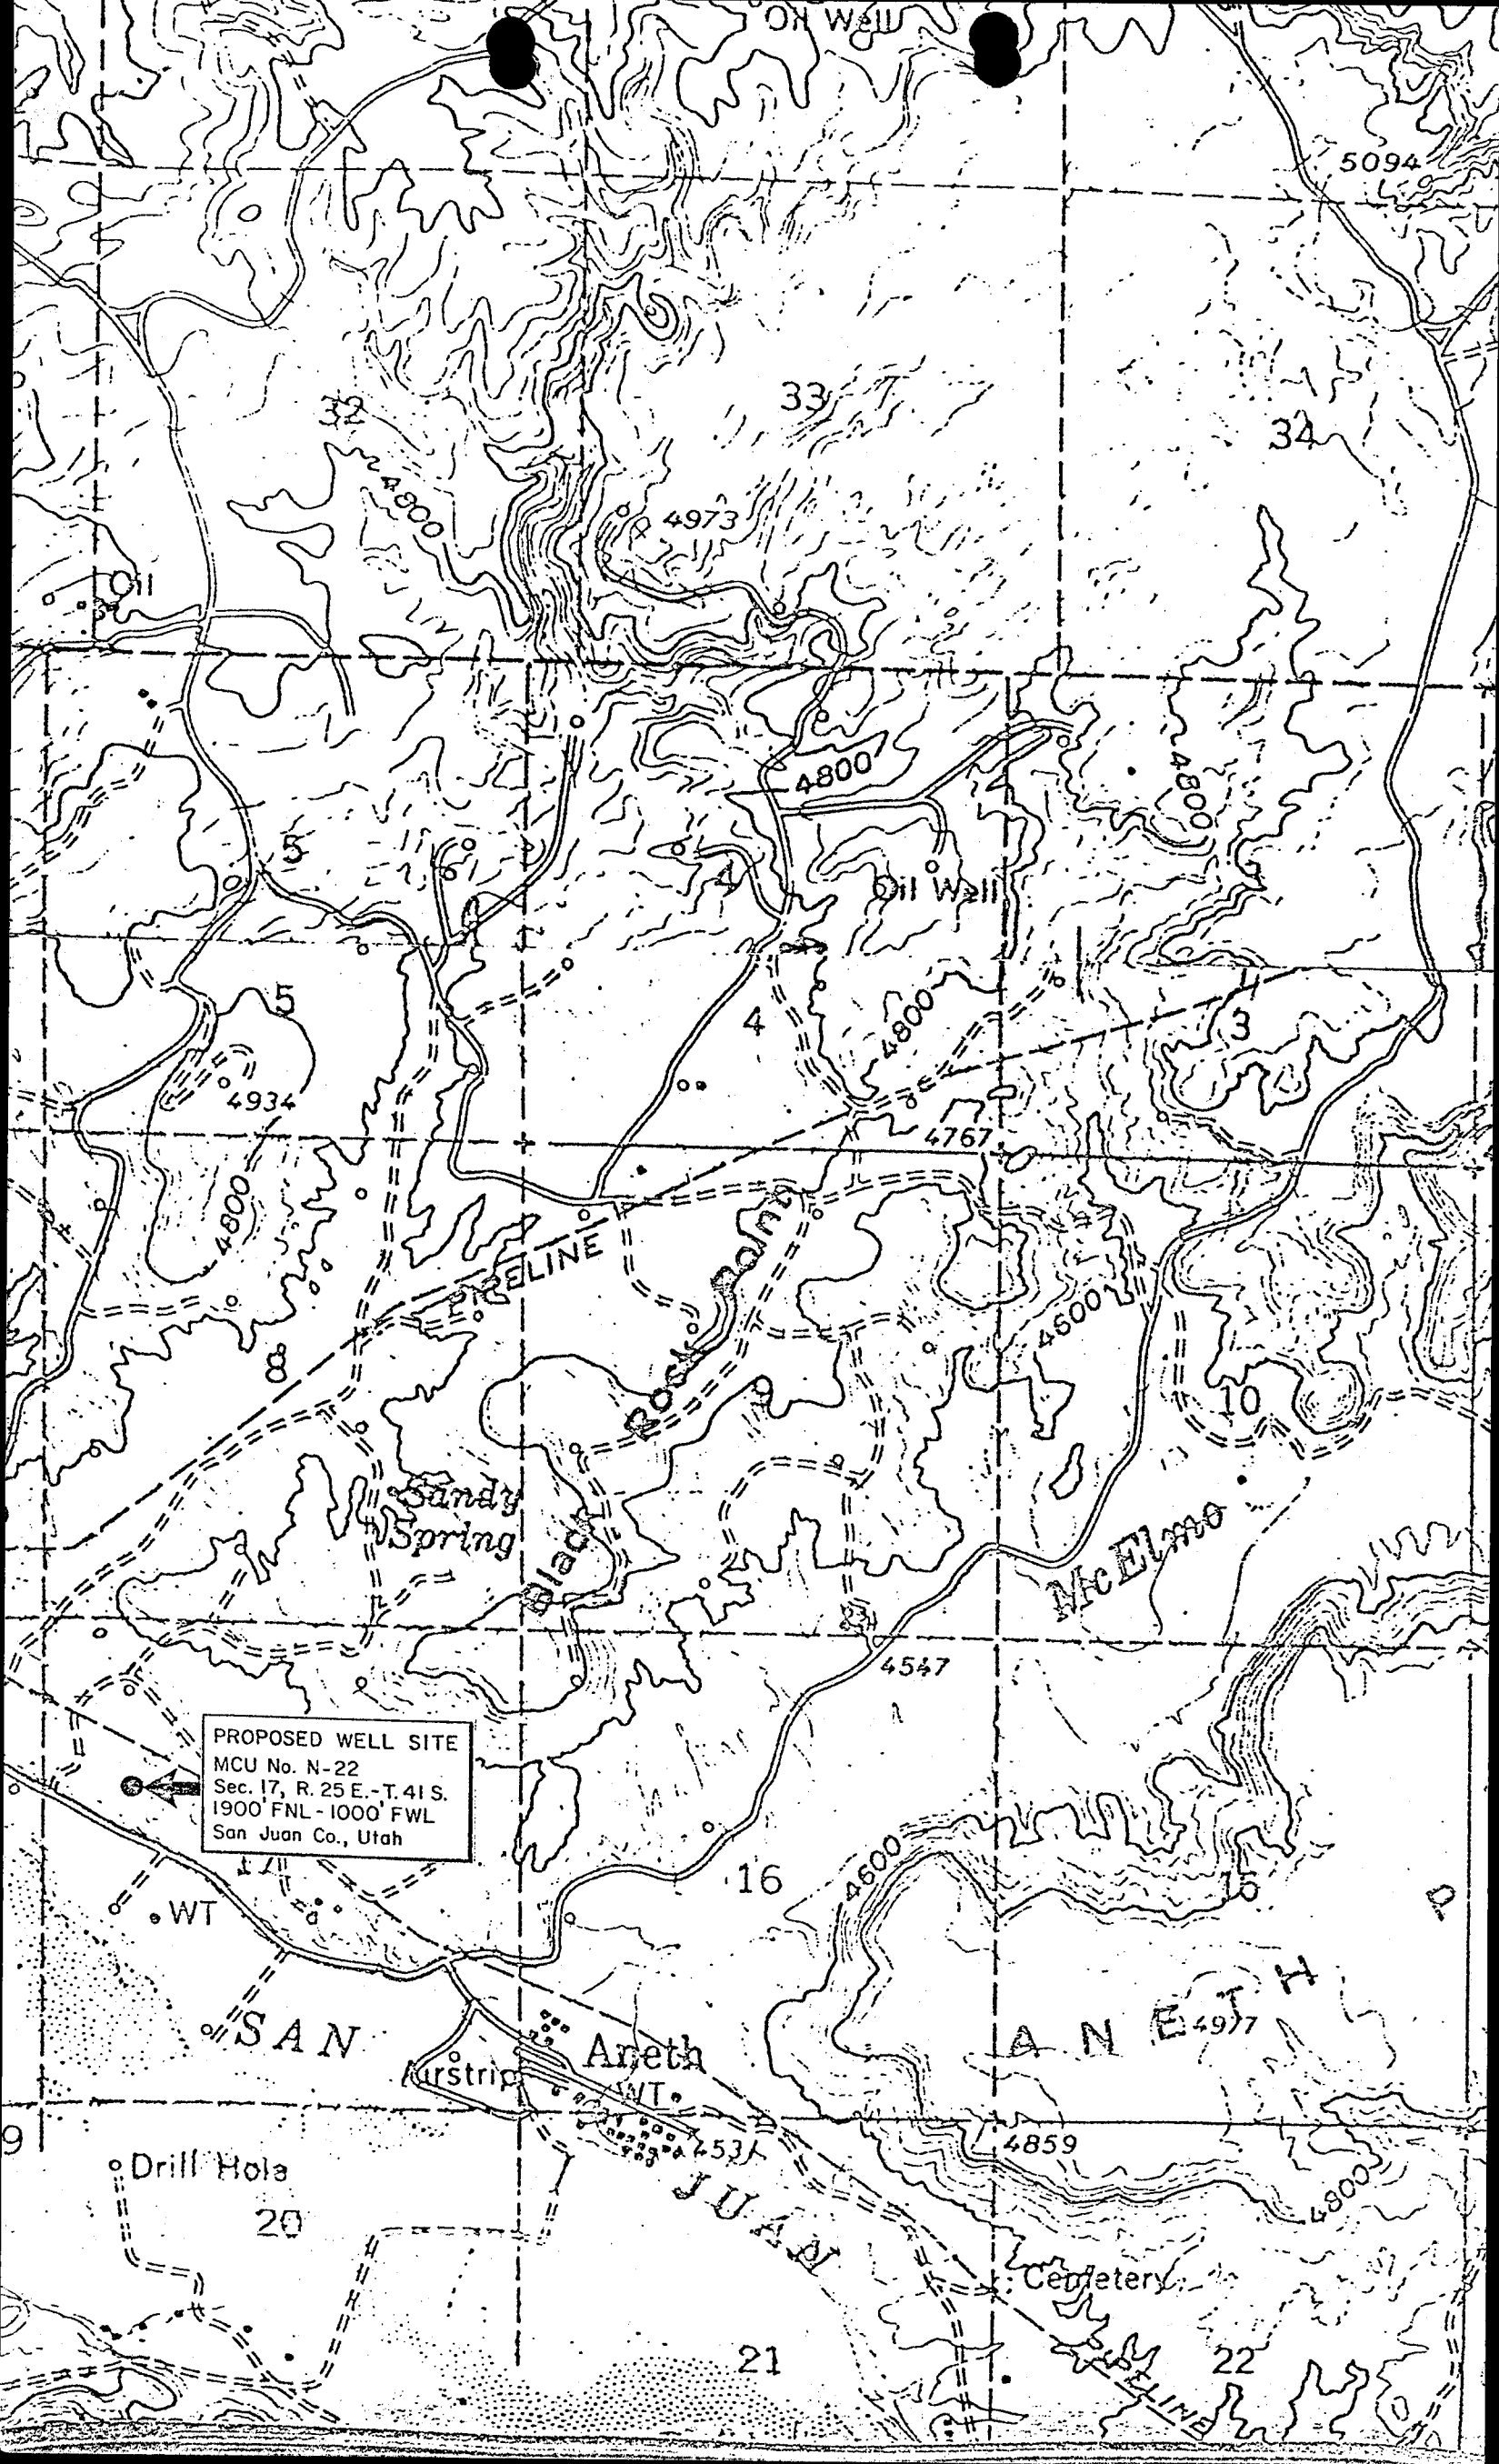 Oil Well
5094
32
33
34
4800
4973
Oil
4800
4800
5
4
Oil Well
5
4
4800
3
4934
4767
4800
PIPELINE
4600
8
10
Black Rock Point
Sandy
Spring
McElmo
4547
PROPOSED WELL SITE
MCU No. N-22
Sec. 17, R. 25 E.-T. 41 S.
1900' FNL - 1000' FWL
San Juan Co., Utah
17
16
4600
15
WT
P
ANETH
SAN
4977
Aneth
Airstrip
WT
4531
4859
9
Drill Hole
JUAN
4800
20
Cemetery
21
22
PIPELINE